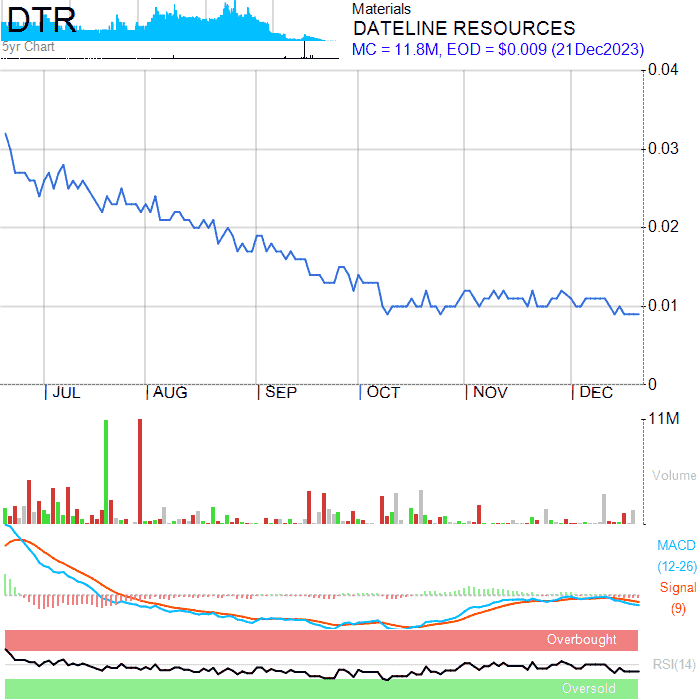 DTR
5yr Chart
Materials
DATELINE RESOURCES
MC = 11.8M, EOD = $0.009 (21Dec2023)
0.04
0.03
0.02
0.01
0
JUL AUG SEP OCT NOV DEC
11M
Volume
MACD
(12-26)
Signal
(9)
Overbought
RSI(14)
Oversold